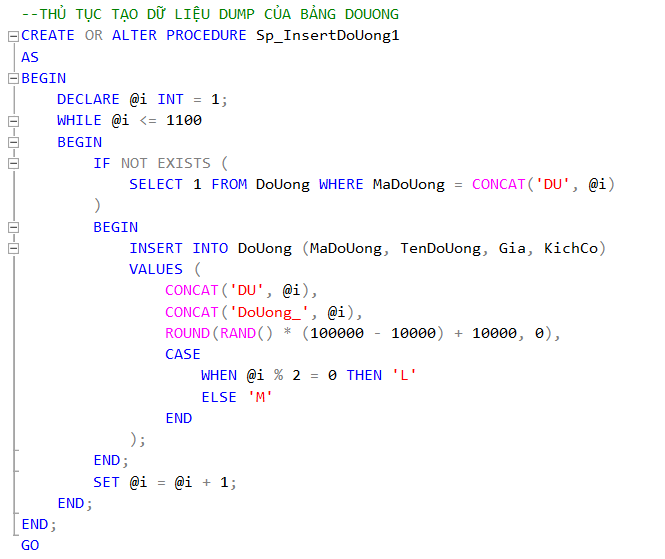 --THỦ TỤC TẠO DỮ LIỆU DUMP CỦA BẢNG DOUONG
CREATE OR ALTER PROCEDURE Sp_InsertDoUong1
AS
BEGIN
    DECLARE @i INT = 1;
    WHILE @i <= 1100
    BEGIN
        IF NOT EXISTS (
            SELECT 1 FROM DoUong WHERE MaDoUong = CONCAT('DU', @i)
        )
        BEGIN
            INSERT INTO DoUong (MaDoUong, TenDoUong, Gia, KichCo)
            VALUES (
                CONCAT('DU', @i),
                CONCAT('DoUong_', @i),
                ROUND(RAND() * (100000 - 10000) + 10000, 0),
                CASE
                    WHEN @i % 2 = 0 THEN 'L'
                    ELSE 'M'
                END
            );
        END;
        SET @i = @i + 1;
    END;
END;
GO